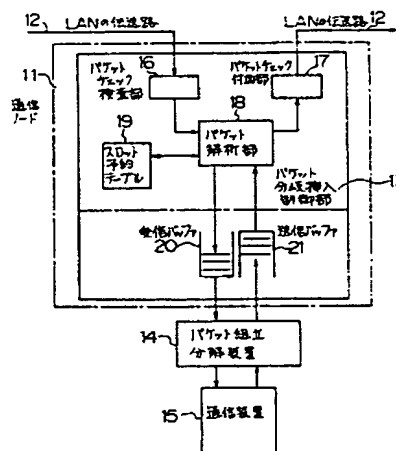 12 LANの伝送路
LANの伝送路 12
11
通信
ノード
パケット
チェック
検査部
16
17
パケットチェック
付加部
18
パケット
解析部
19
スロット
予約
テーブル
パケット
分岐挿入
制御部
受信バッファ
20
送信バッファ
21
14
パケット組立
分解装置
15
通信装置